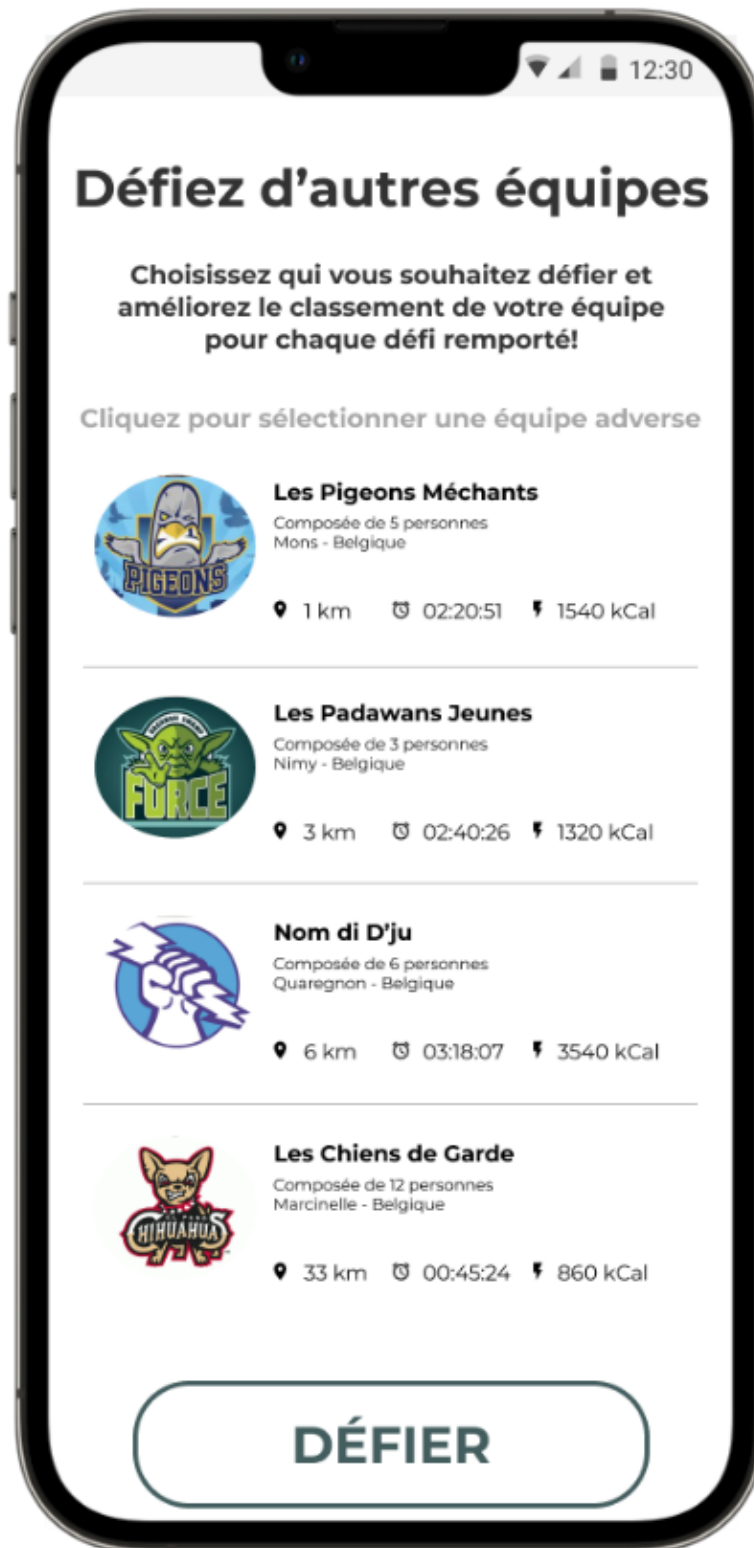 12:30
Défiez d'autres équipes
Choisissez qui vous souhaitez défier et
améliorez le classement de votre équipe
pour chaque défi remporté!
Cliquez pour sélectionner une équipe adverse
PIGEONS
Les Pigeons Méchants
Composée de 5 personnes
Mons - Belgique
1 km 02:20:51 1540 kCal
FORCE
Les Padawans Jeunes
Composée de 3 personnes
Nimy - Belgique
3 km 02:40:26 1320 kCal
Nom di D'ju
Composée de 6 personnes
Quaregnon - Belgique
6 km 03:18:07 3540 kCal
CHIHUAHUAS
Les Chiens de Garde
Composée de 12 personnes
Marcinelle - Belgique
33 km 00:45:24 860 kCal
DÉFIER